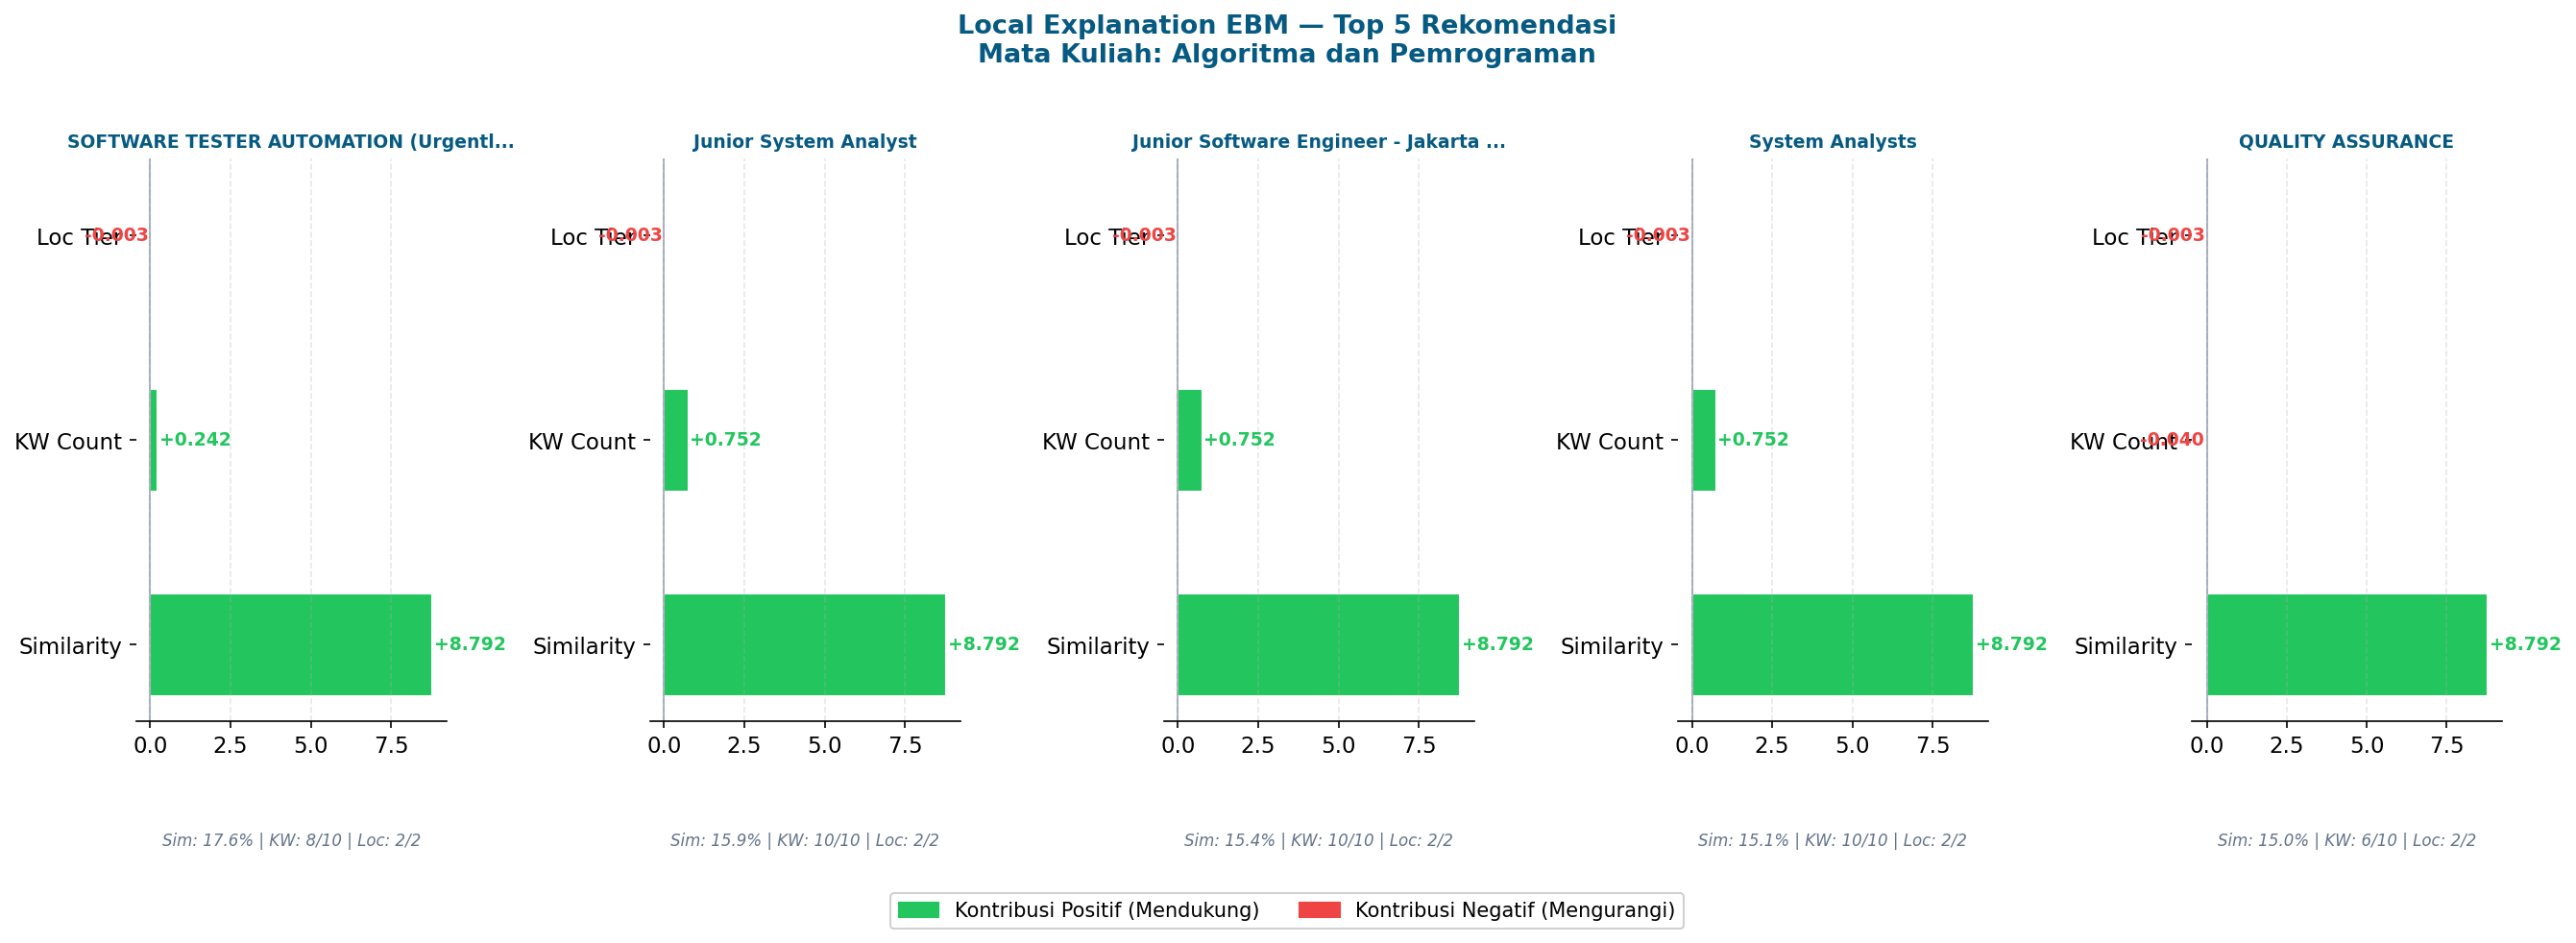 Local Explanation EBM — Top 5 Rekomendasi
Mata Kuliah: Algoritma dan Pemrograman
SOFTWARE TESTER AUTOMATION (Urgentl...
Loc Tier
-0.003
KW Count
+0.242
Similarity
+8.792
0.0 2.5 5.0 7.5
Sim: 17.6% | KW: 8/10 | Loc: 2/2
Junior System Analyst
Loc Tier
-0.003
KW Count
+0.752
Similarity
+8.792
0.0 2.5 5.0 7.5
Sim: 15.9% | KW: 10/10 | Loc: 2/2
Junior Software Engineer - Jakarta ...
Loc Tier
-0.003
KW Count
+0.752
Similarity
+8.792
0.0 2.5 5.0 7.5
Sim: 15.4% | KW: 10/10 | Loc: 2/2
System Analysts
Loc Tier
-0.003
KW Count
+0.752
Similarity
+8.792
0.0 2.5 5.0 7.5
Sim: 15.1% | KW: 10/10 | Loc: 2/2
QUALITY ASSURANCE
Loc Tier
-0.003
KW Count
-0.040
Similarity
+8.792
0.0 2.5 5.0 7.5
Sim: 15.0% | KW: 6/10 | Loc: 2/2
Kontribusi Positif (Mendukung)
Kontribusi Negatif (Mengurangi)